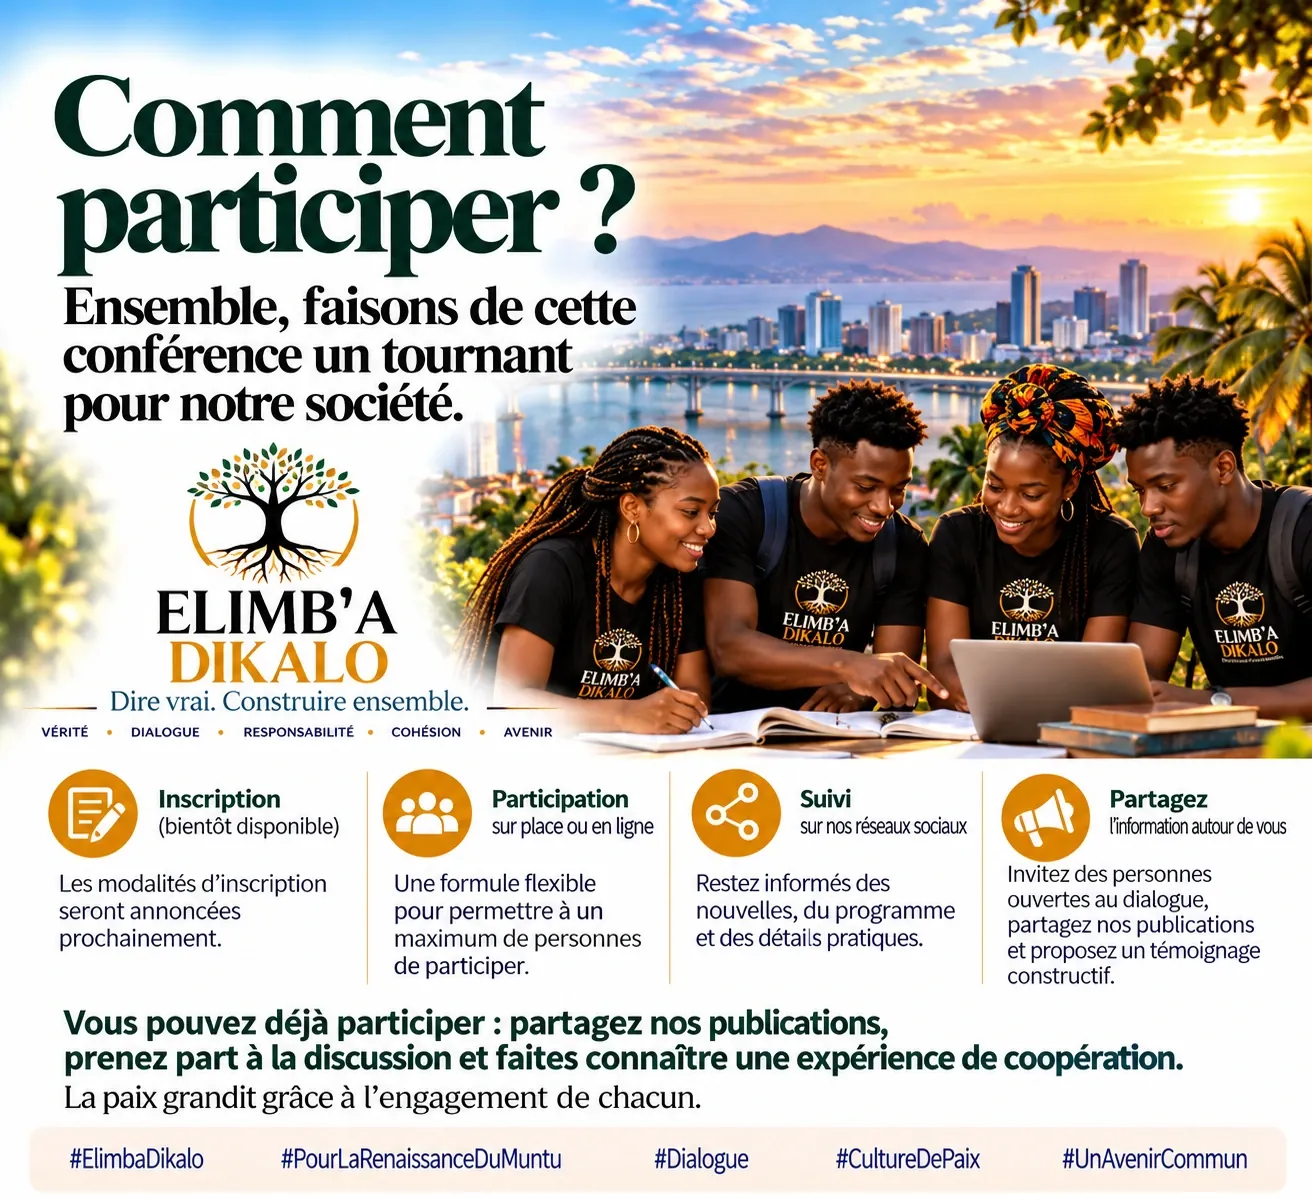 Comment
participer ?
Ensemble, faisons de cette
conférence un tournant
pour notre société.
ELIMB’A
DIKALO
Dire vrai. Construire ensemble.
VÉRITÉ • DIALOGUE • RESPONSABILITÉ • COHÉSION • AVENIR
ELIMB'A
DIKALO
ELIMB'A
DIKALO
ELIMB'A
ELIMB'A
DIKALO
Inscription
(bientôt disponible)
Les modalités d’inscription
seront annoncées
prochainement.
Participation
sur place ou en ligne
Une formule flexible
pour permettre à un
maximum de personnes
de participer.
Suivi
sur nos réseaux sociaux
Restez informés des
nouvelles, du programme
et des détails pratiques.
Partagez
l’information autour de vous
Invitez des personnes
ouvertes au dialogue,
partagez nos publications
et proposez un témoignage
constructif.
Vous pouvez déjà participer : partagez nos publications,
prenez part à la discussion et faites connaître une expérience de coopération.
La paix grandit grâce à l’engagement de chacun.
#ElimbaDikalo #PourLaRenaissanceDuMuntu #Dialogue #CultureDePaix #UnAvenirCommun